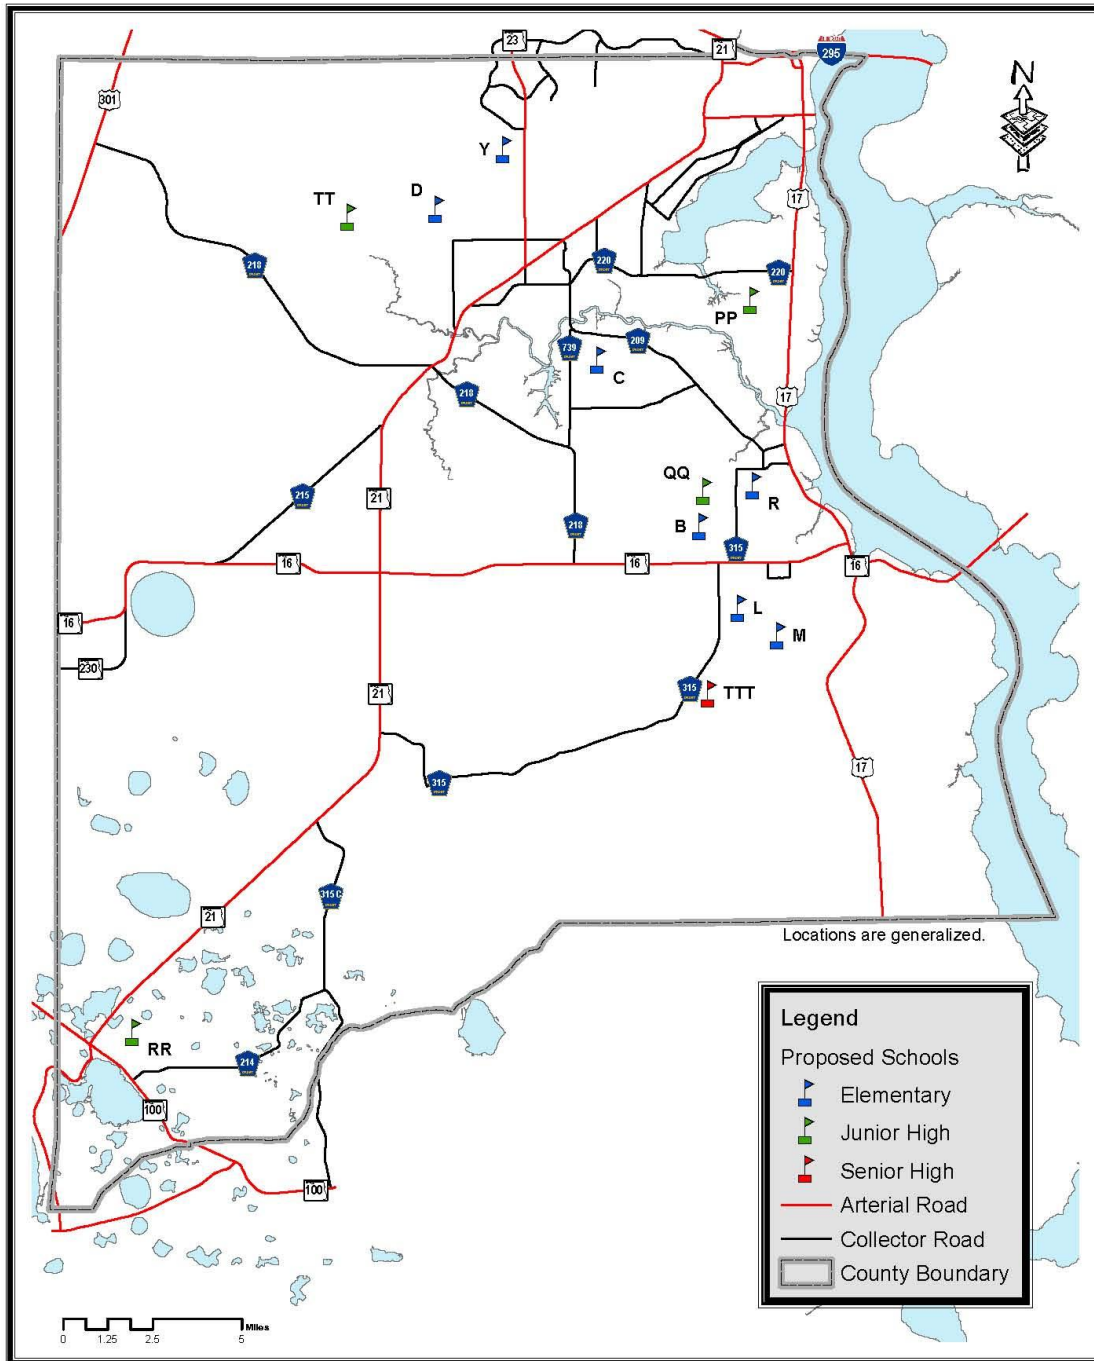 23
21
295
301
N
Y
TT
D
17
218
220
220
PP
739
209
C
17
218
QQ
R
215
21
B
218
315
16
16
16
16
L
M
230
21
315
TTT
315
17
315 C
21
Locations are generalized.
RR
214
100
100
Legend
Proposed Schools
Elementary
Junior High
Senior High
Arterial Road
Collector Road
County Boundary
Miles
0 1.25 2.5 5